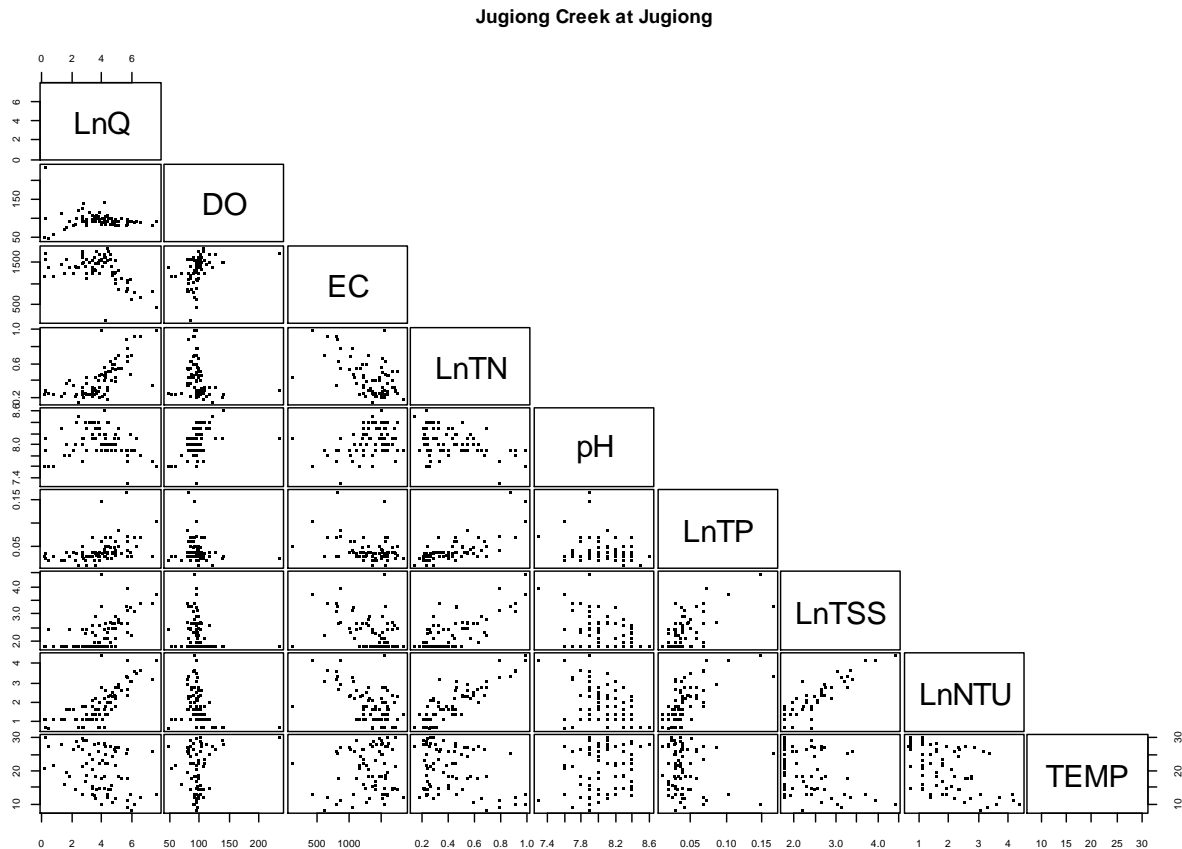 Jugiong Creek at Jugiong
0 2 4 6
0 2 4 6
LnQ
50 150
DO
500 1500
EC
0.2 0.6 1.0
LnTN
7.4 8.0 8.6
pH
0.05 0.15
LnTP
2.0 3.0 4.0
LnTSS
1 2 3 4
LnNTU
10 20 30
TEMP
10 20 30
0 2 4 6
50 100 200
500 1000
0.2 0.4 0.6 0.8 1.0
7.4 7.8 8.2 8.6
0.05 0.10 0.15
2.0 3.0 4.0
1 2 3 4
10 15 20 25 30